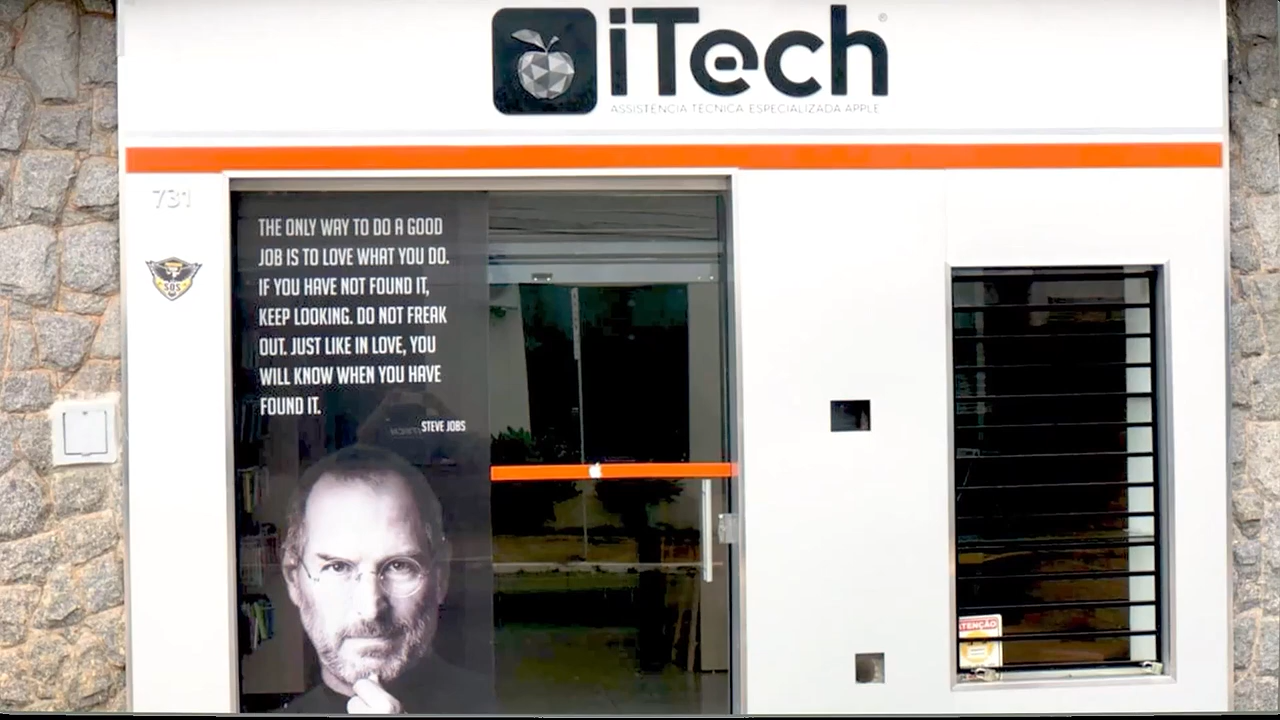 iTech®
ASSISTÊNCIA TÉCNICA ESPECIALIZADA APPLE
731
SOS
THE ONLY WAY TO DO A GOOD
JOB IS TO LOVE WHAT YOU DO.
IF YOU HAVE NOT FOUND IT,
KEEP LOOKING. DO NOT FREAK
OUT. JUST LIKE IN LOVE, YOU
WILL KNOW WHEN YOU HAVE
FOUND IT.
STEVE JOBS
ATENÇÃO